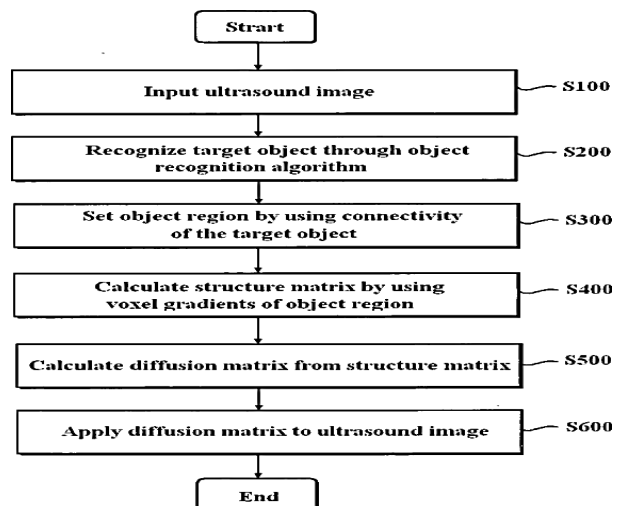 Strart
Input ultrasound image
S100
Recognize target object through object
recognition algorithm
S200
Set object region by using connectivity
of the target object
S300
Calculate structure matrix by using
voxel gradients of object region
S400
Calculate diffusion matrix from structure matrix
S500
Apply diffusion matrix to ultrasound image
S600
End